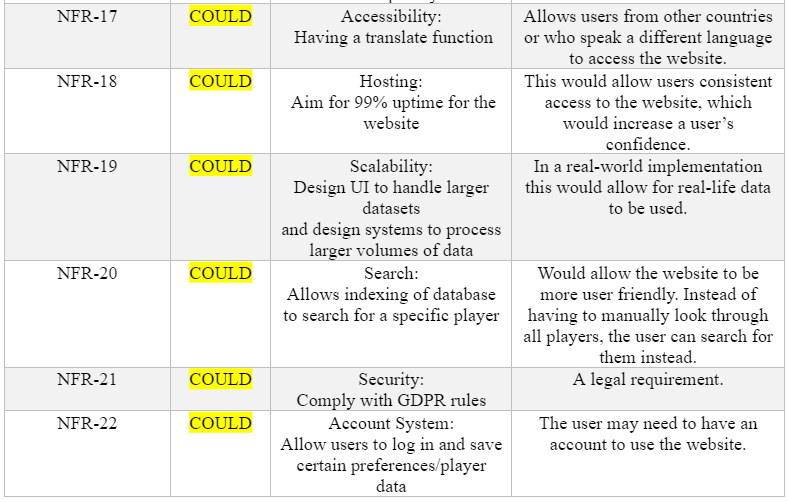 NFR-17 COULD Accessibility: Allows users from other countries
Having a translate function or who speak a different language
to access the website.
NFR-18 COULD Hosting: This would allow users consistent
Aim for 99% uptime for the access to the website, which
website would increase a user's
confidence.
NFR-19 COULD Scalability: In a real-world implementation
Design UI to handle larger this would allow for real-life data
datasets to be used.
and design systems to process
larger volumes of data
NFR-20 COULD Search: Would allow the website to be
Allows indexing of database more user friendly. Instead of
to search for a specific player having to manually look through
all players, the user can search for
them instead.
NFR-21 COULD Security: A legal requirement.
Comply with GDPR rules
NFR-22 COULD Account System: The user may need to have an
Allow users to log in and save account to use the website.
certain preferences/player
data